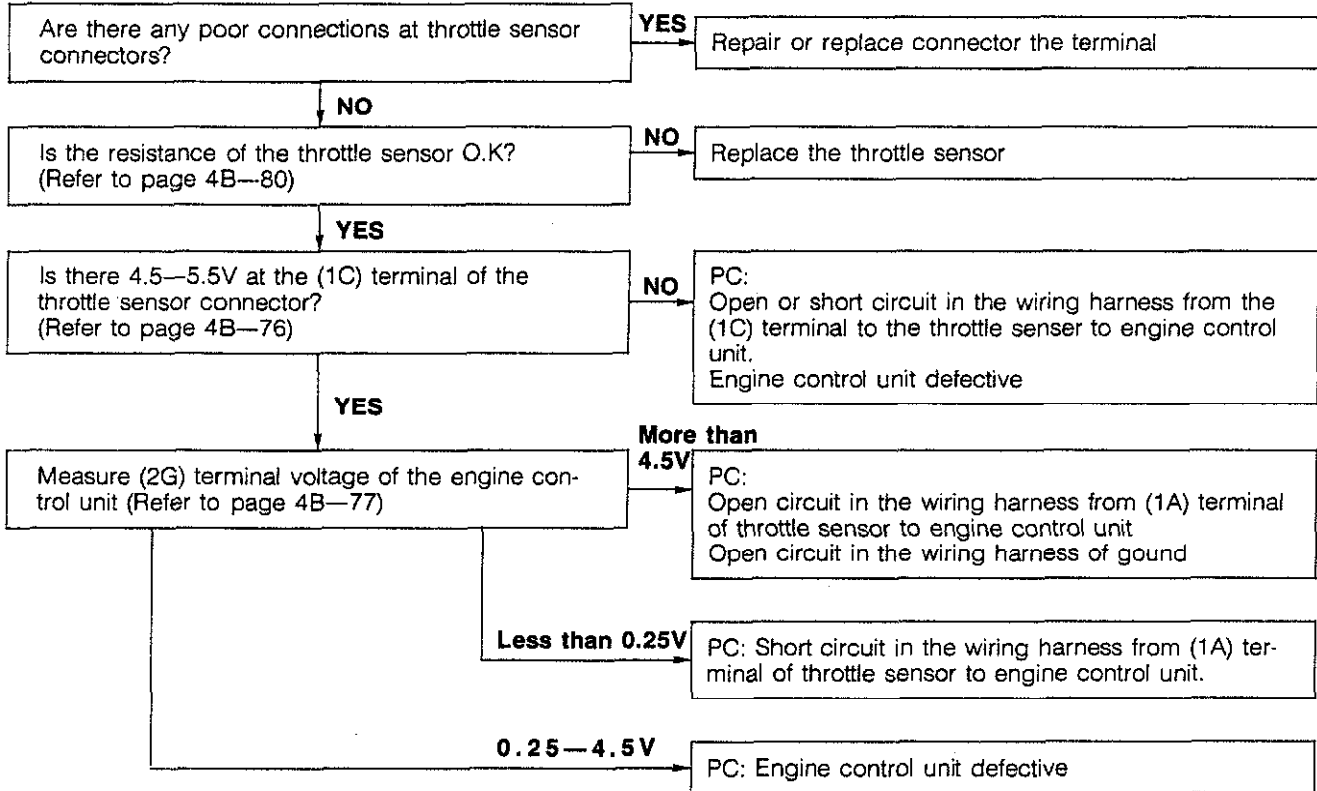 Are there any poor connections at throttle sensor
connectors?
YES
Repair or replace connector the terminal
NO
Is the resistance of the throttle sensor O.K?
(Refer to page 4B—80)
NO
Replace the throttle sensor
YES
Is there 4.5—5.5V at the (1C) terminal of the
throttle sensor connector?
(Refer to page 4B—76)
NO
PC:
Open or short circuit in the wiring harness from the
(1C) terminal to the throttle senser to engine control
unit.
Engine control unit defective
YES
Measure (2G) terminal voltage of the engine con-
trol unit (Refer to page 4B—77)
More than
4.5V
PC:
Open circuit in the wiring harness from (1A) terminal
of throttle sensor to engine control unit
Open circuit in the wiring harness of gound
Less than 0.25V
PC: Short circuit in the wiring harness from (1A) ter-
minal of throttle sensor to engine control unit.
0.25—4.5V
PC: Engine control unit defective